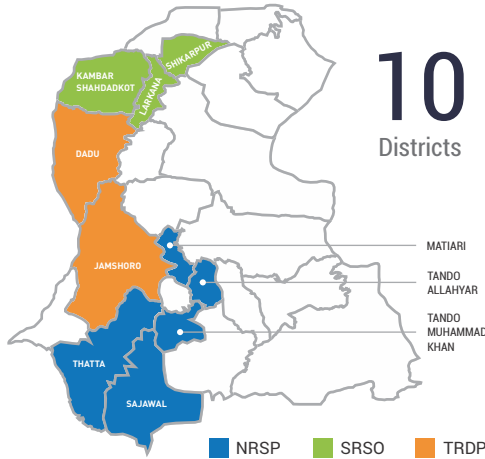 10
Districts
SHIKARPUR
KAMBAR
SHAHDADKOT
LARKANA
DADU
MATIARI
JAMSHORO
TANDO
ALLAHYAR
TANDO
MUHAMMAD
KHAN
THATTA
SAJAWAL
NRSP
SRSO
TRDP